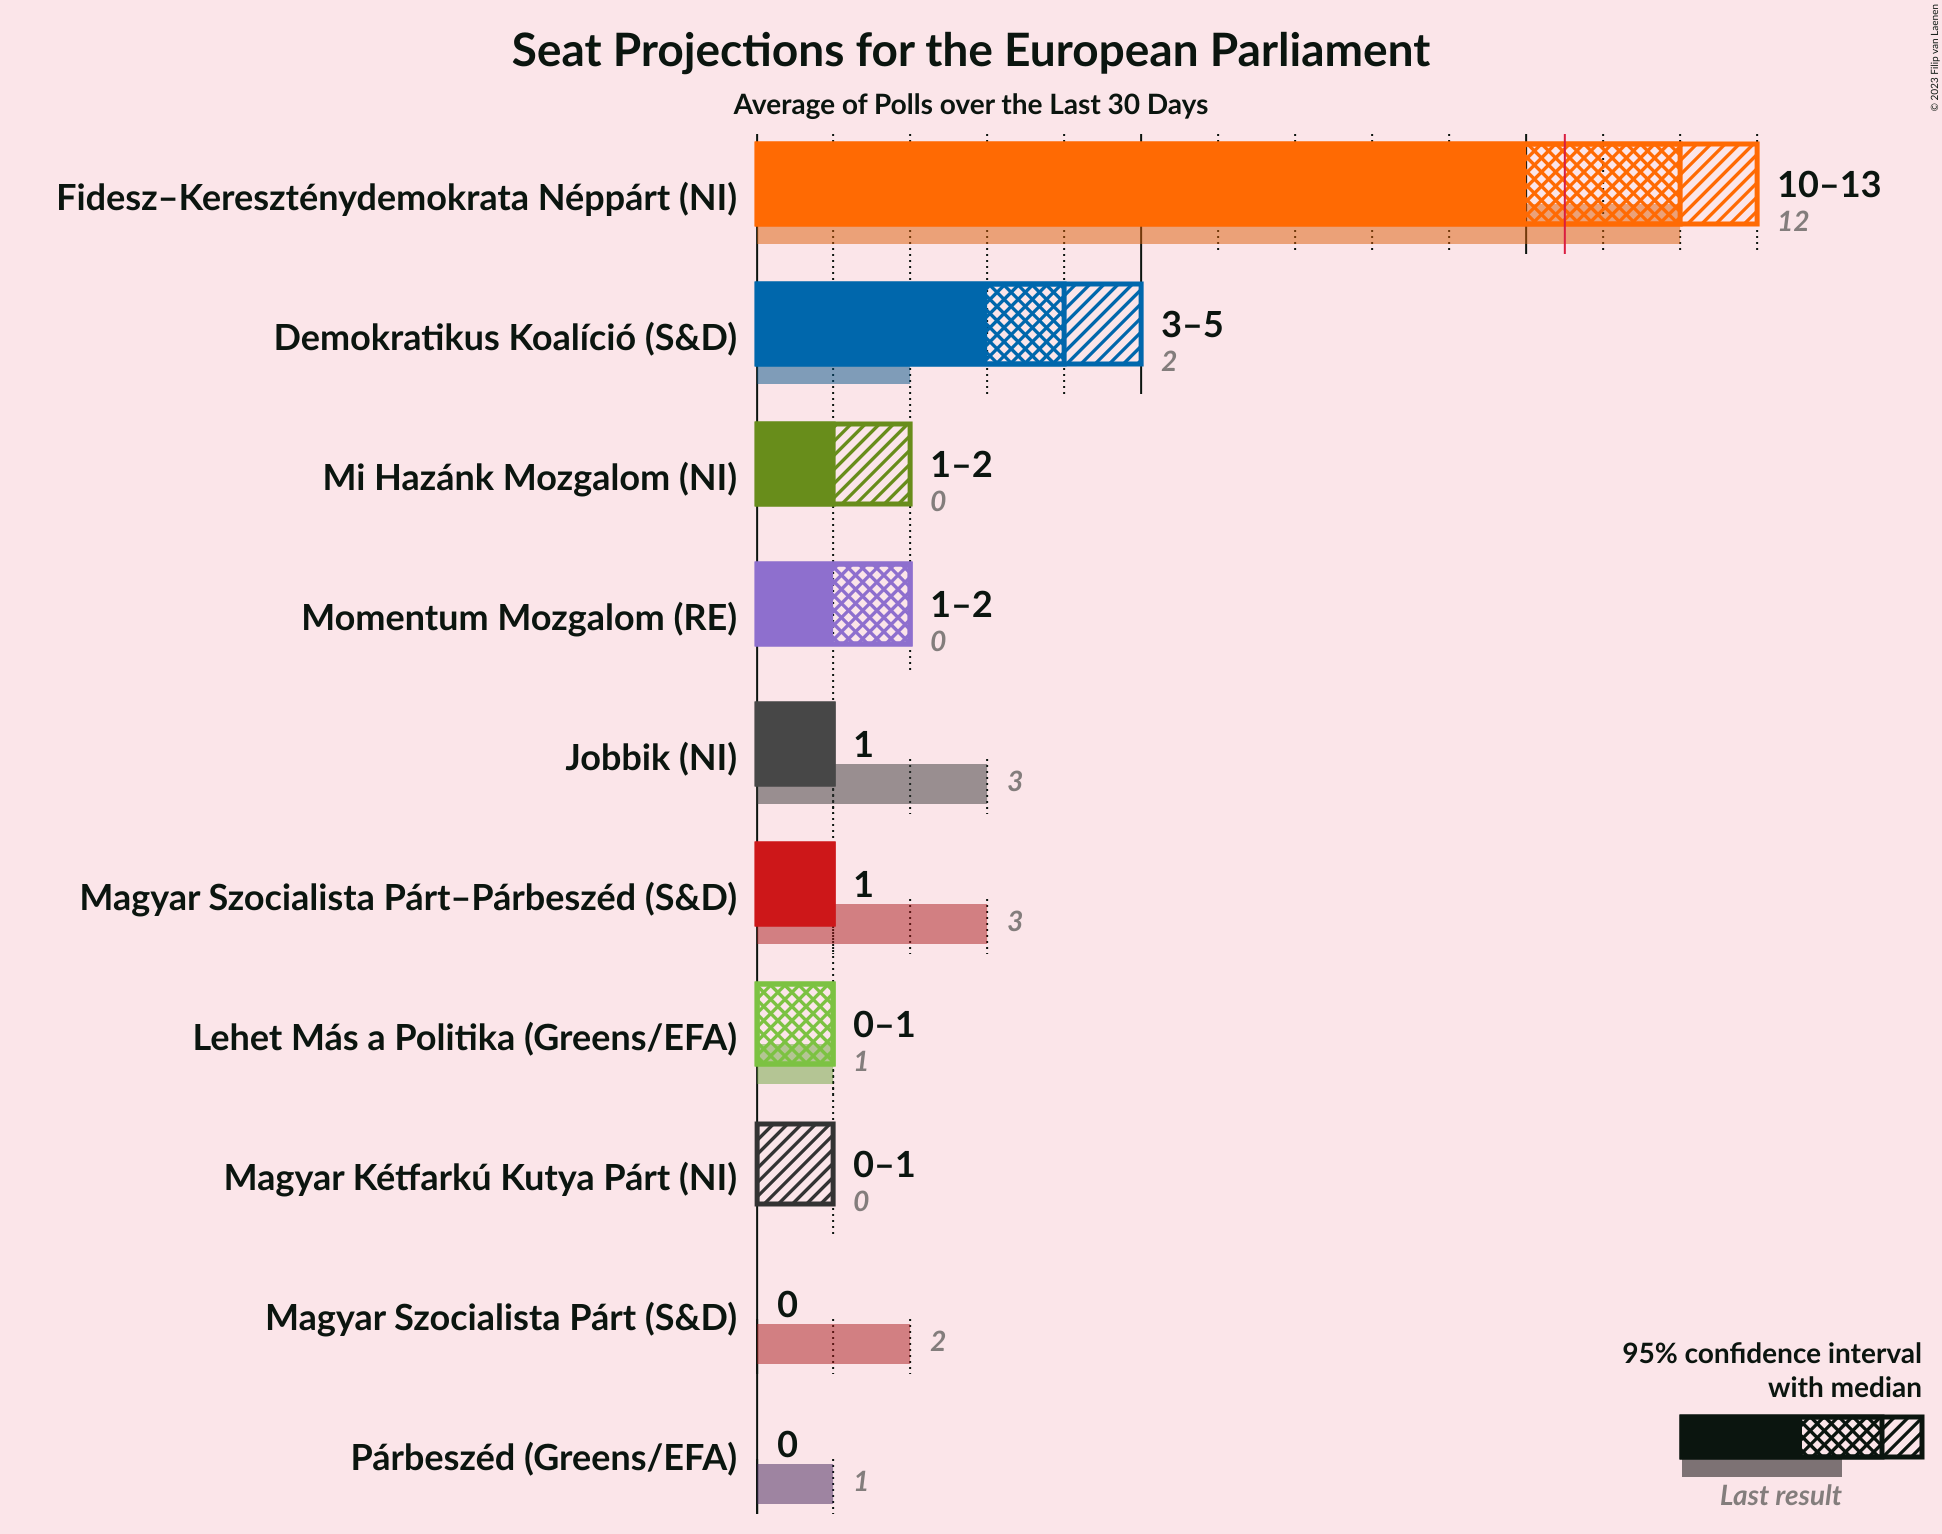 Seat Projections for the European Parliament
Average of Polls over the Last 30 Days
© 2023 Filip van Laenen
Fidesz–Kereszténydemokrata Néppárt (NI)
10–13
12
Demokratikus Koalíció (S&D)
3–5
2
Mi Hazánk Mozgalom (NI)
1–2
0
Momentum Mozgalom (RE)
1–2
0
Jobbik (NI)
1
3
Magyar Szocialista Párt–Párbeszéd (S&D)
1
3
Lehet Más a Politika (Greens/EFA)
0–1
1
Magyar Kétfarkú Kutya Párt (NI)
0–1
0
Magyar Szocialista Párt (S&D)
0
2
Párbeszéd (Greens/EFA)
0
1
95% confidence interval
with median
Last result